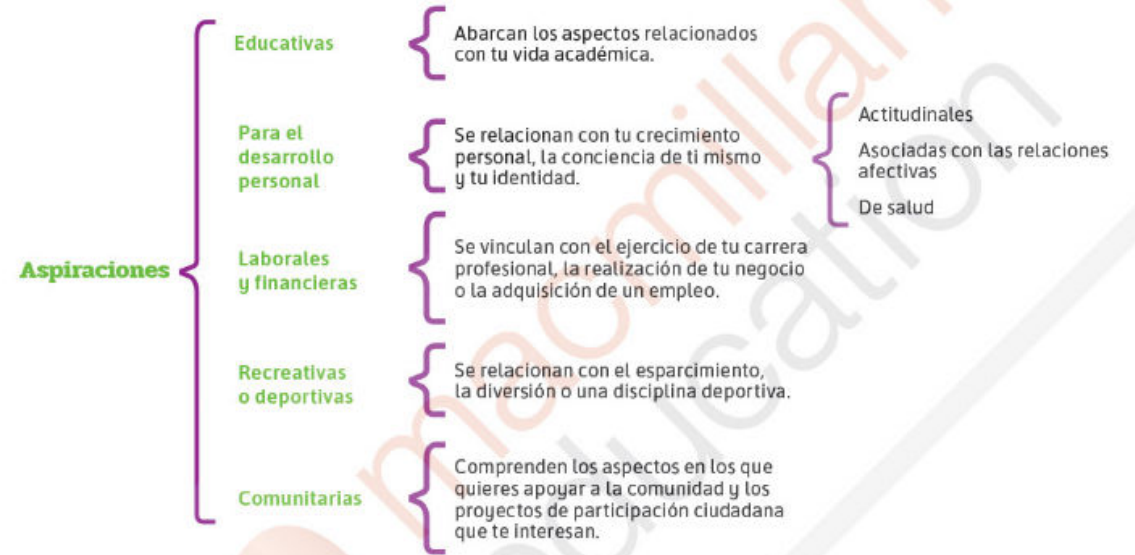 Aspiraciones
Educativas
Abarcan los aspectos relacionados
con tu vida académica.
Para el
desarrollo
personal
Se relacionan con tu crecimiento
personal, la conciencia de ti mismo
y tu identidad.
Actitudinales
Asociadas con las relaciones
afectivas
De salud
Laborales
y financieras
Se vinculan con el ejercicio de tu carrera
profesional, la realización de tu negocio
o la adquisición de un empleo.
Recreativas
o deportivas
Se relacionan con el esparcimiento,
la diversión o una disciplina deportiva.
Comunitarias
Comprenden los aspectos en los que
quieres apoyar a la comunidad y los
proyectos de participación ciudadana
que te interesan.
macmillan
education